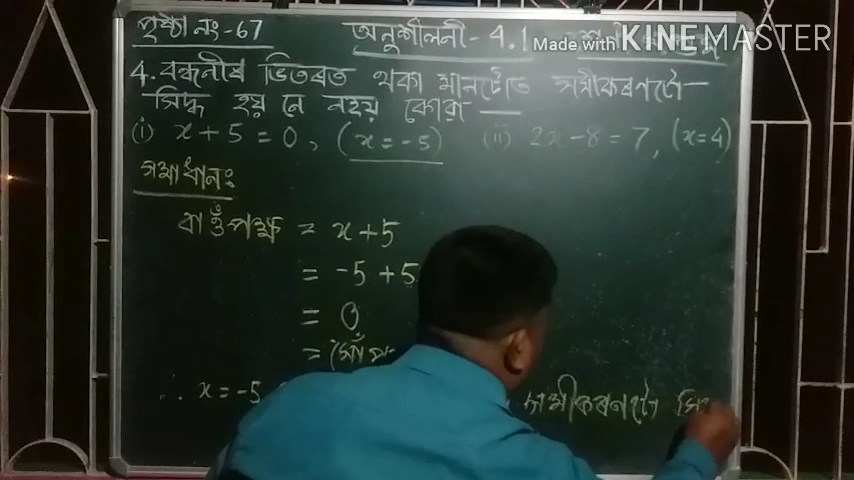 পৃষ্ঠা নং-67 অনুশীলনী-4.1
Made with KINEMASTER
4. বন্ধনীৰ ভিতৰত থকা মানটোত সমীকৰণটো
সিদ্ধ হয় নে নহয় কোৱা
(i) x+5=0, (x=-5) (ii) 2x-8=7, (x=4)
সমাধানঃ
বাওঁপক্ষ = x+5
= -5+5
= 0
= সোঁ
∴ x=-5 সমীকৰণটো